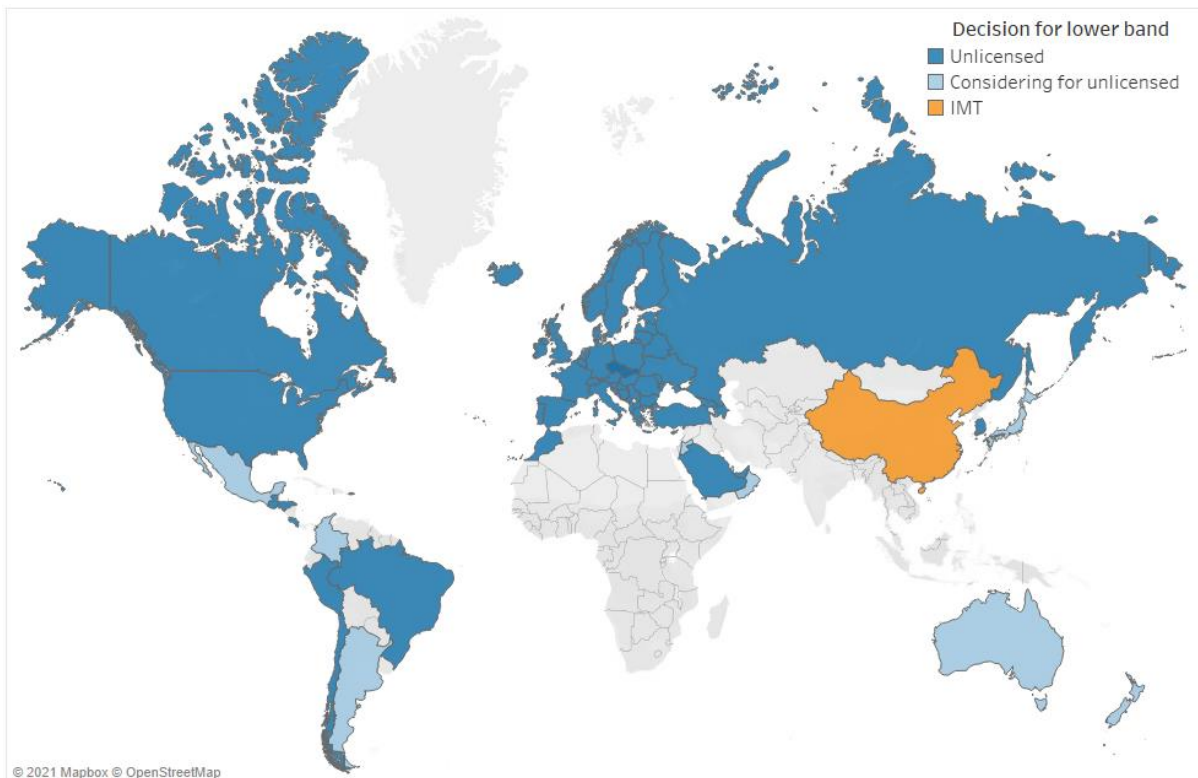 Decision for lower band
Unlicensed
Considering for unlicensed
IMT
© 2021 Mapbox © OpenStreetMap